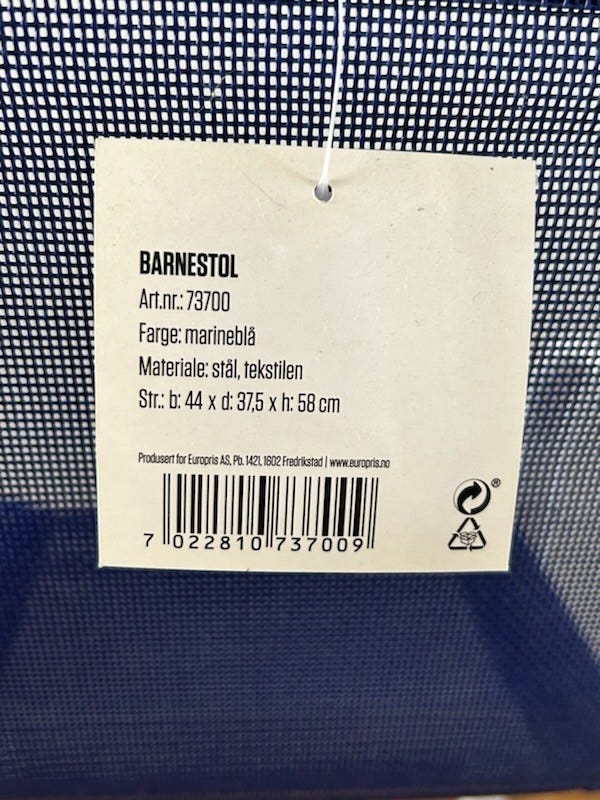 BARNESTOL
Art.nr.: 73700
Farge: marineblå
Materiale: stål, tekstilen
Str.: b: 44 x d: 37,5 x h: 58 cm
Produsert for Europris AS, Pb. 1421, 1602 Fredrikstad | www.europris.no
7 022810 737009
®